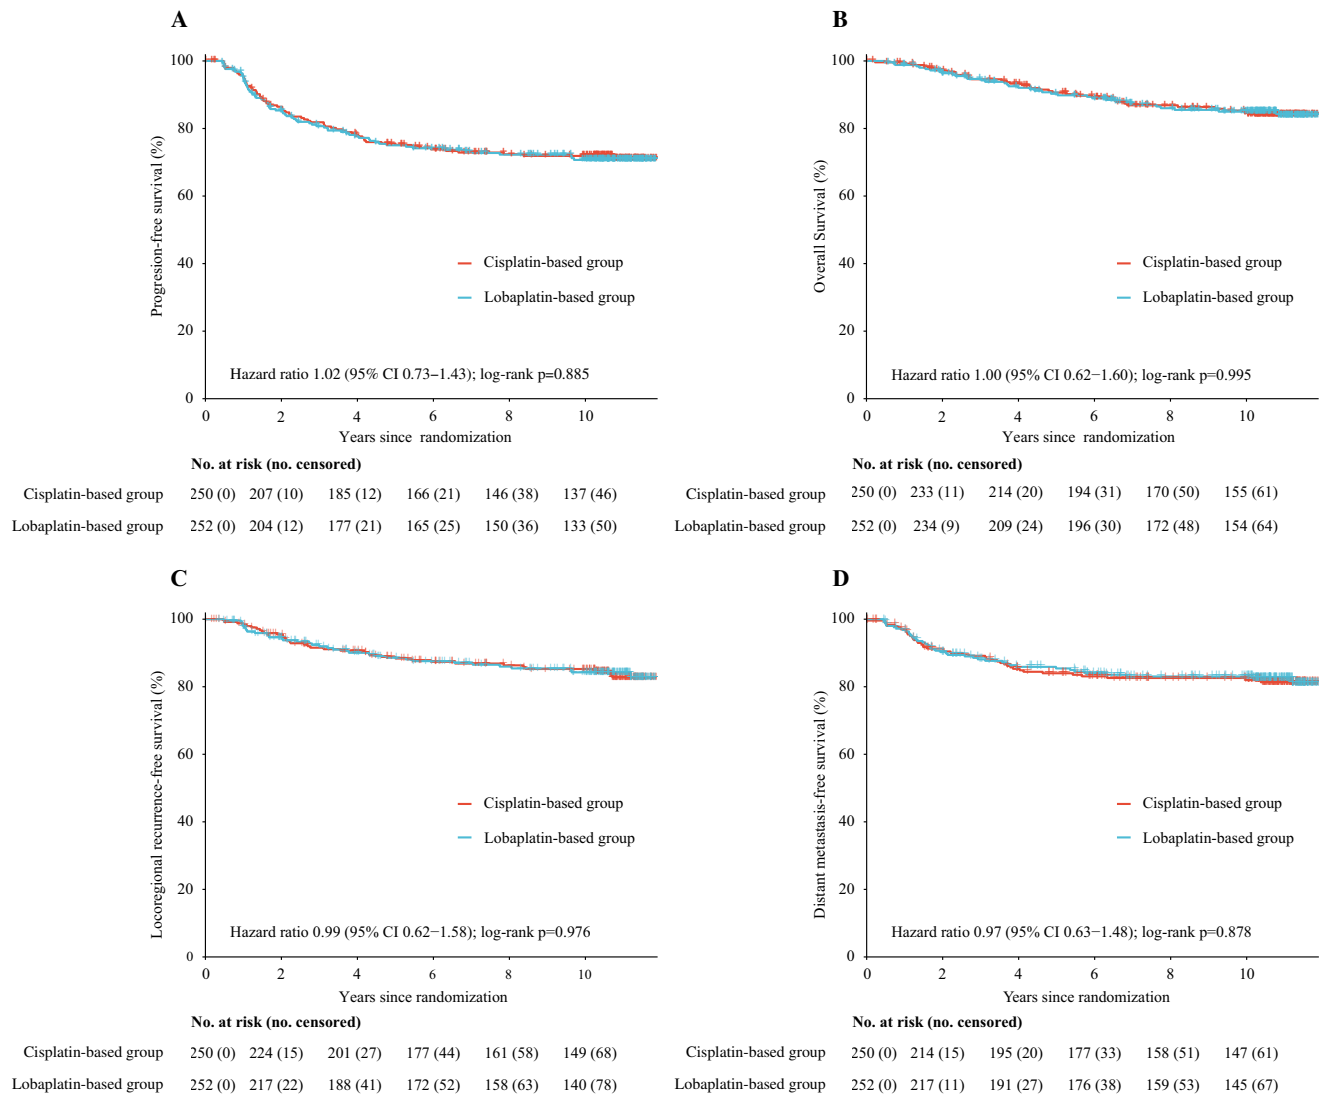 A
100
80
60
40
20
0
Progresion-free survival (%)
Cisplatin-based group
Lobaplatin-based group
Hazard ratio 1.02 (95% CI 0.73−1.43); log-rank p=0.885
0 2 4 6 8 10
Years since randomization
No. at risk (no. censored)
Cisplatin-based group 250 (0) 207 (10) 185 (12) 166 (21) 146 (38) 137 (46)
Lobaplatin-based group 252 (0) 204 (12) 177 (21) 165 (25) 150 (36) 133 (50)
B
100
80
60
40
20
0
Overall Survival (%)
Cisplatin-based group
Lobaplatin-based group
Hazard ratio 1.00 (95% CI 0.62−1.60); log-rank p=0.995
0 2 4 6 8 10
Years since randomization
No. at risk (no. censored)
Cisplatin-based group 250 (0) 233 (11) 214 (20) 194 (31) 170 (50) 155 (61)
Lobaplatin-based group 252 (0) 234 (9) 209 (24) 196 (30) 172 (48) 154 (64)
C
100
80
60
40
20
0
Locoregional recurrence-free survival (%)
Cisplatin-based group
Lobaplatin-based group
Hazard ratio 0.99 (95% CI 0.62−1.58); log-rank p=0.976
0 2 4 6 8 10
Years since randomization
No. at risk (no. censored)
Cisplatin-based group 250 (0) 224 (15) 201 (27) 177 (44) 161 (58) 149 (68)
Lobaplatin-based group 252 (0) 217 (22) 188 (41) 172 (52) 158 (63) 140 (78)
D
100
80
60
40
20
0
Distant metastasis-free survival (%)
Cisplatin-based group
Lobaplatin-based group
Hazard ratio 0.97 (95% CI 0.63−1.48); log-rank p=0.878
0 2 4 6 8 10
Years since randomization
No. at risk (no. censored)
Cisplatin-based group 250 (0) 214 (15) 195 (20) 177 (33) 158 (51) 147 (61)
Lobaplatin-based group 252 (0) 217 (11) 191 (27) 176 (38) 159 (53) 145 (67)